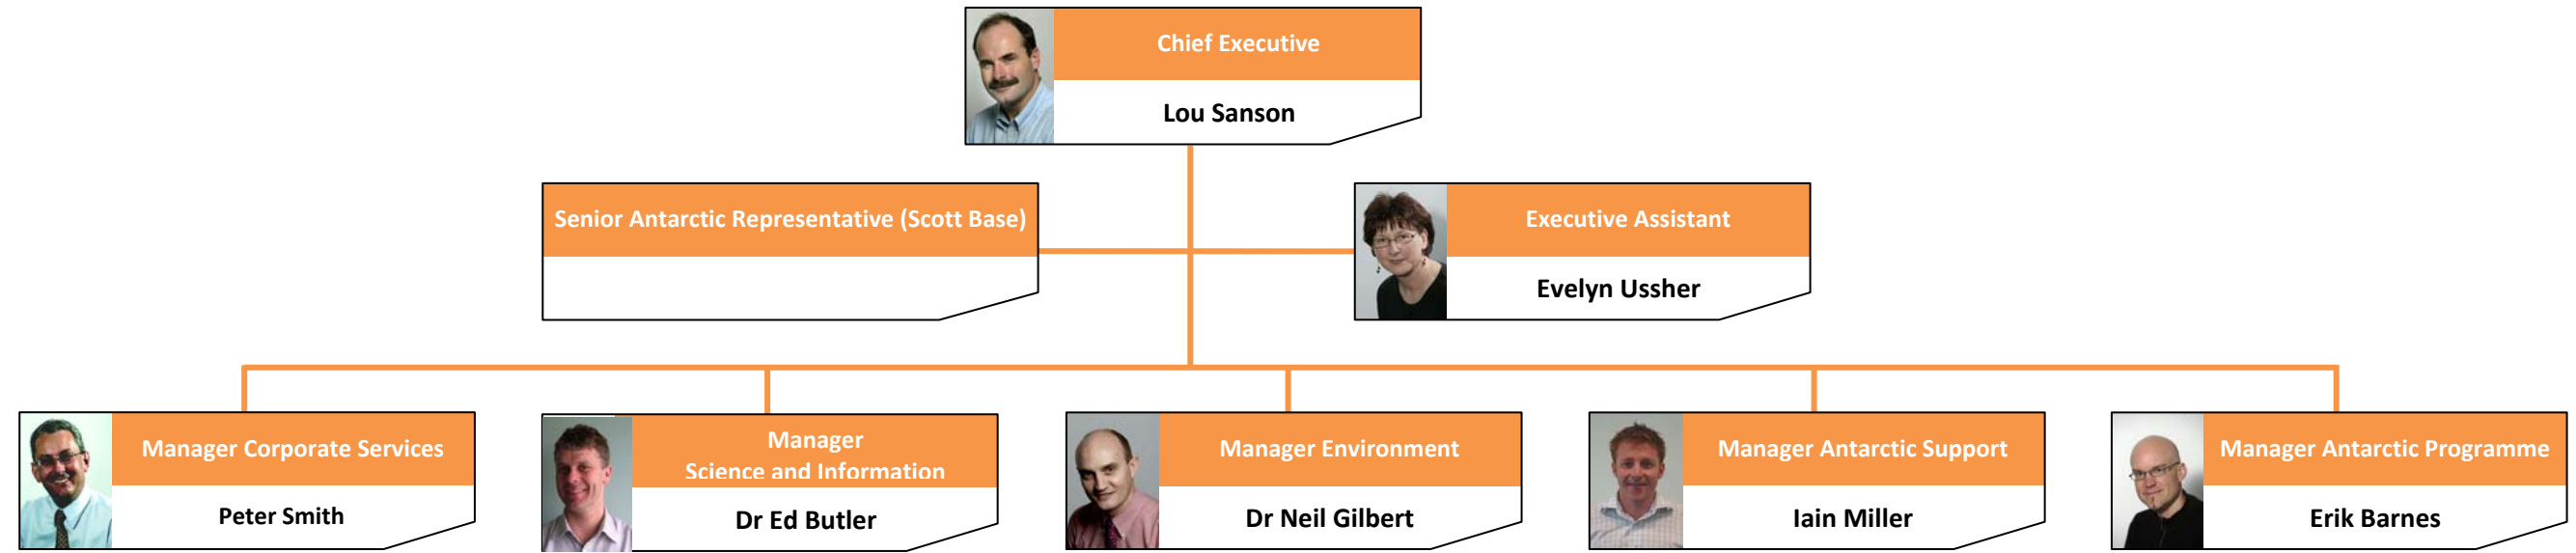 Chief Executive
Lou Sanson
Senior Antarctic Representative (Scott Base)
Executive Assistant
Evelyn Ussher
Manager Corporate Services
Peter Smith
Manager
Science and Information
Dr Ed Butler
Manager Environment
Dr Neil Gilbert
Manager Antarctic Support
Iain Miller
Manager Antarctic Programme
Erik Barnes